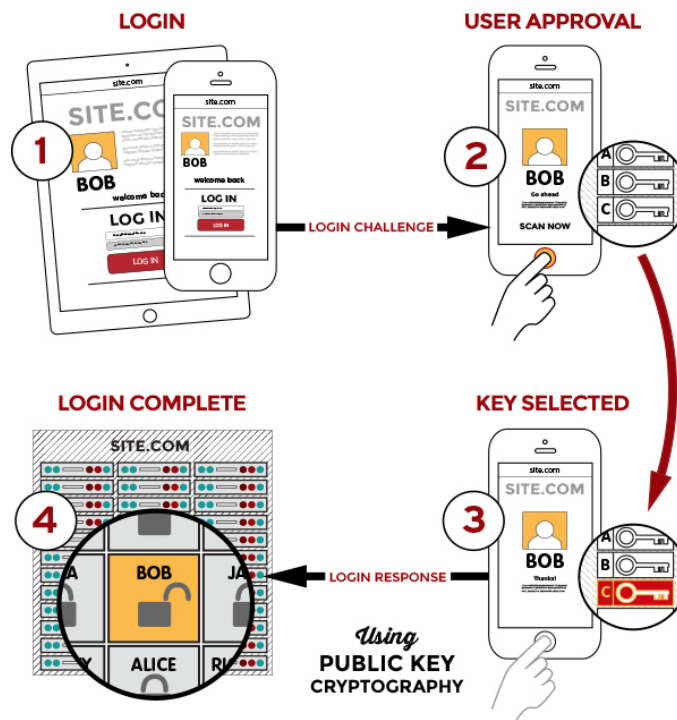 LOGIN
USER APPROVAL
site.com
SITE.COM
BOB
welcome back
LOG IN
LOG IN
1
site.com
SITE.COM
BOB
welcome back
LOG IN
LOG IN
LOGIN CHALLENGE
2
site.com
SITE.COM
BOB
Go ahead
SCAN NOW
A
B
C
LOGIN COMPLETE
KEY SELECTED
SITE.COM
4
A
BOB
JA
Y
ALICE
LOGIN RESPONSE
3
site.com
SITE.COM
BOB
Thanks!
A
B
C
Using
PUBLIC KEY
CRYPTOGRAPHY